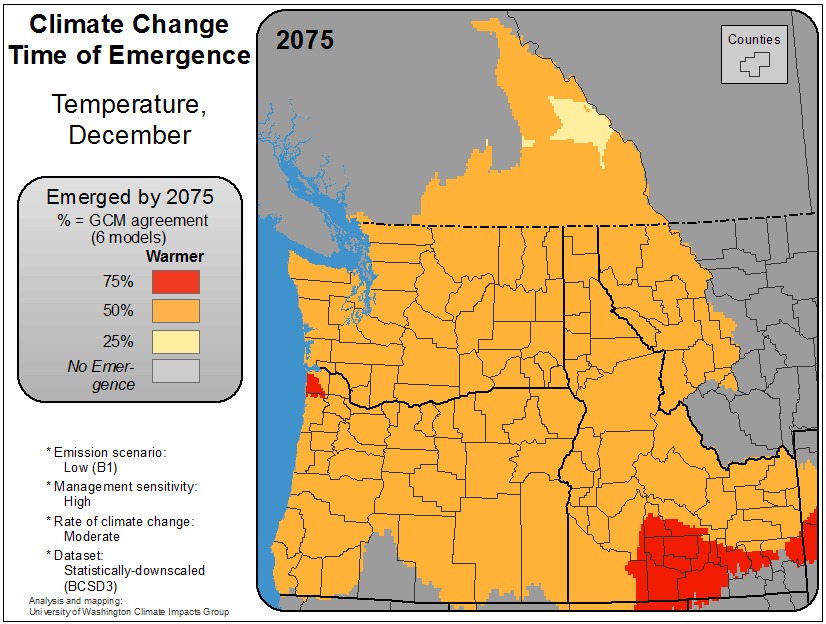 Climate Change
Time of Emergence
Temperature,
December
Emerged by 2075
% = GCM agreement
(6 models)
Warmer
75%
50%
25%
No Emer-
gence
* Emission scenario:
Low (B1)
* Management sensitivity:
High
* Rate of climate change:
Moderate
* Dataset:
Statistically-downscaled
(BCSD3)
Analysis and mapping:
University of Washington Climate Impacts Group
2075
Counties